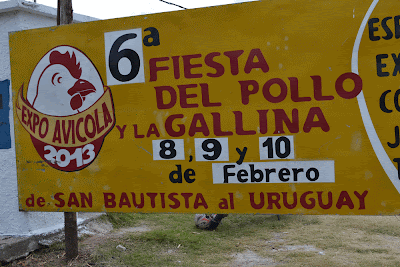 6ª FIESTA
DEL POLLO
Y LA GALLINA
EXPO AVICOLA
2013
8, 9 y 10
de Febrero
de SAN BAUTISTA al URUGUAY